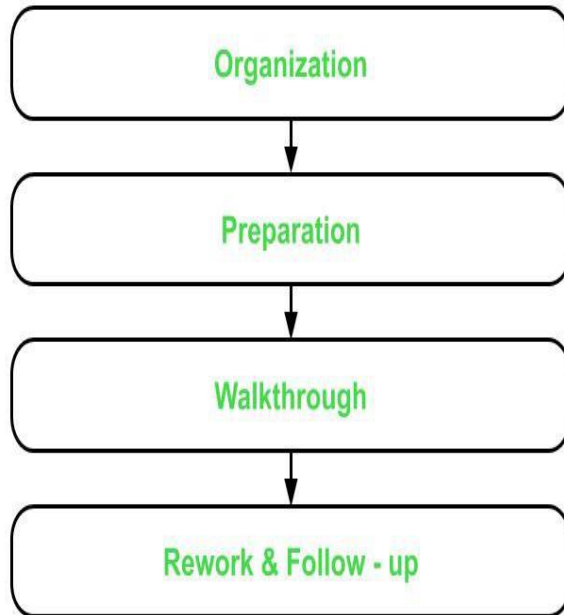 Organization
Preparation
Walkthrough
Rework & Follow - up